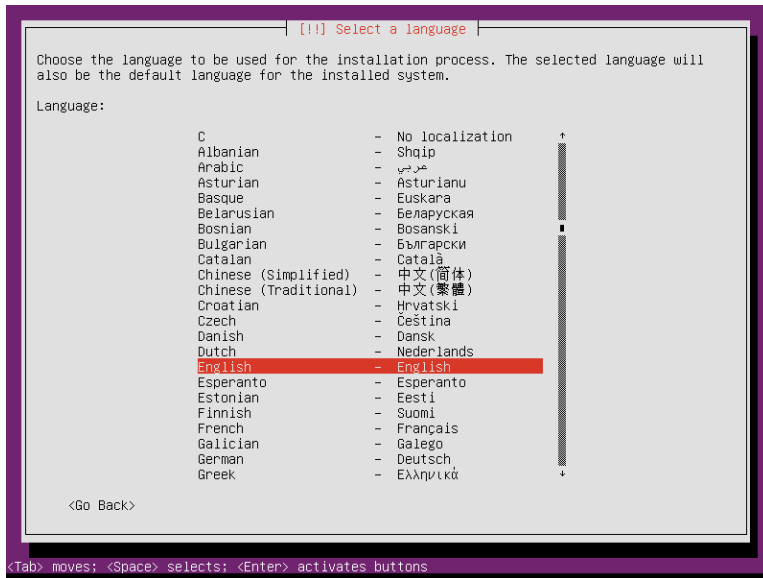 [!!] Select a language
Choose the language to be used for the installation process. The selected language will
also be the default language for the installed system.
Language:
C - No localization
Albanian - Shqip
Arabic - عربي
Asturian - Asturianu
Basque - Euskara
Belarusian - Беларуская
Bosnian - Bosanski
Bulgarian - Български
Catalan - Català
Chinese (Simplified) - 中文(简体)
Chinese (Traditional) - 中文(繁體)
Croatian - Hrvatski
Czech - Čeština
Danish - Dansk
Dutch - Nederlands
English - English
Esperanto - Esperanto
Estonian - Eesti
Finnish - Suomi
French - Français
Galician - Galego
German - Deutsch
Greek - Ελληνικά
<Go Back>
<Tab> moves; <Space> selects; <Enter> activates buttons